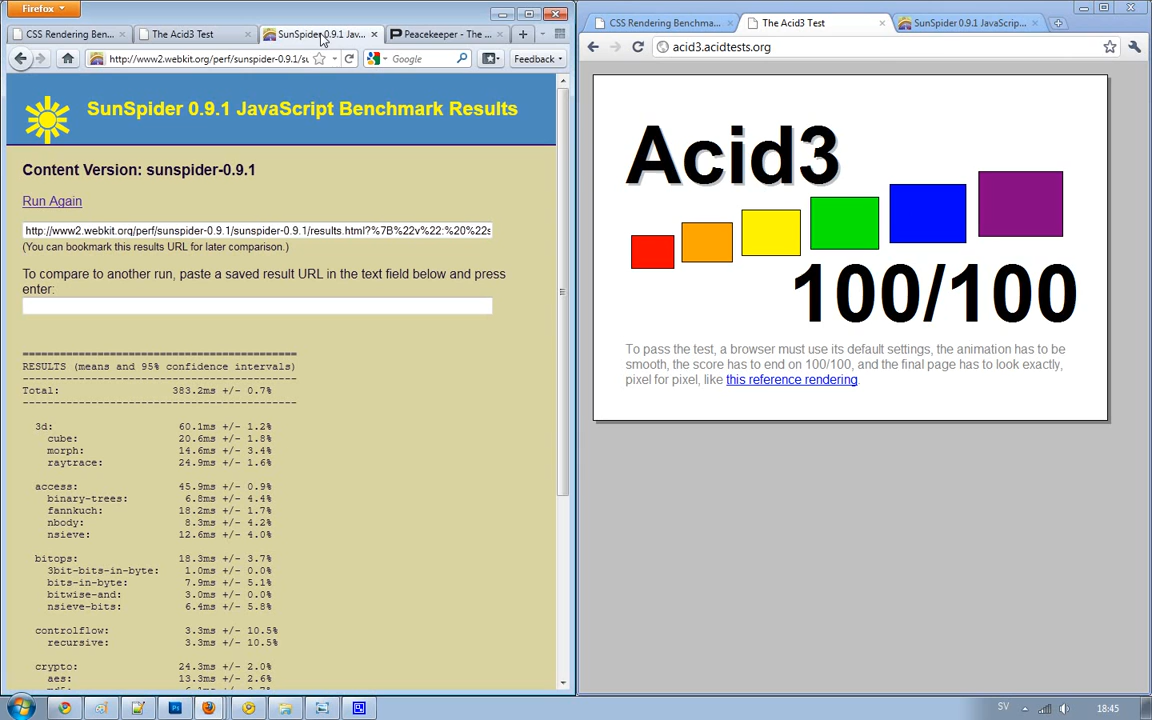 Firefox
CSS Rendering Ben...
The Acid3 Test
SunSpider 0.9.1 Jav...
Peacekeeper - The ...
http://www2.webkit.org/perf/sunspider-0.9.1/su
Google
Feedback
SunSpider 0.9.1 JavaScript Benchmark Results
Content Version: sunspider-0.9.1
Run Again
http://www2.webkit.org/perf/sunspider-0.9.1/sunspider-0.9.1/results.html?%7B%22v%22:%20%22s
(You can bookmark this results URL for later comparison.)
To compare to another run, paste a saved result URL in the text field below and press
enter:
============================================
RESULTS (means and 95% confidence intervals)
--------------------------------------------
Total: 383.2ms +/- 0.7%
--------------------------------------------
3d: 60.1ms +/- 1.2%
cube: 20.6ms +/- 1.8%
morph: 14.6ms +/- 3.4%
raytrace: 24.9ms +/- 1.6%
access: 45.9ms +/- 0.9%
binary-trees: 6.8ms +/- 4.4%
fannkuch: 18.2ms +/- 1.7%
nbody: 8.3ms +/- 4.2%
nsieve: 12.6ms +/- 4.0%
bitops: 18.3ms +/- 3.7%
3bit-bits-in-byte: 1.0ms +/- 0.0%
bits-in-byte: 7.9ms +/- 5.1%
bitwise-and: 3.0ms +/- 0.0%
nsieve-bits: 6.4ms +/- 5.8%
controlflow: 3.3ms +/- 10.5%
recursive: 3.3ms +/- 10.5%
crypto: 24.3ms +/- 2.0%
aes: 13.3ms +/- 2.6%
CSS Rendering Benchma...
The Acid3 Test
SunSpider 0.9.1 JavaScrip...
acid3.acidtests.org
Acid3
100/100
To pass the test, a browser must use its default settings, the animation has to be
smooth, the score has to end on 100/100, and the final page has to look exactly,
pixel for pixel, like this reference rendering.
SV
18:45